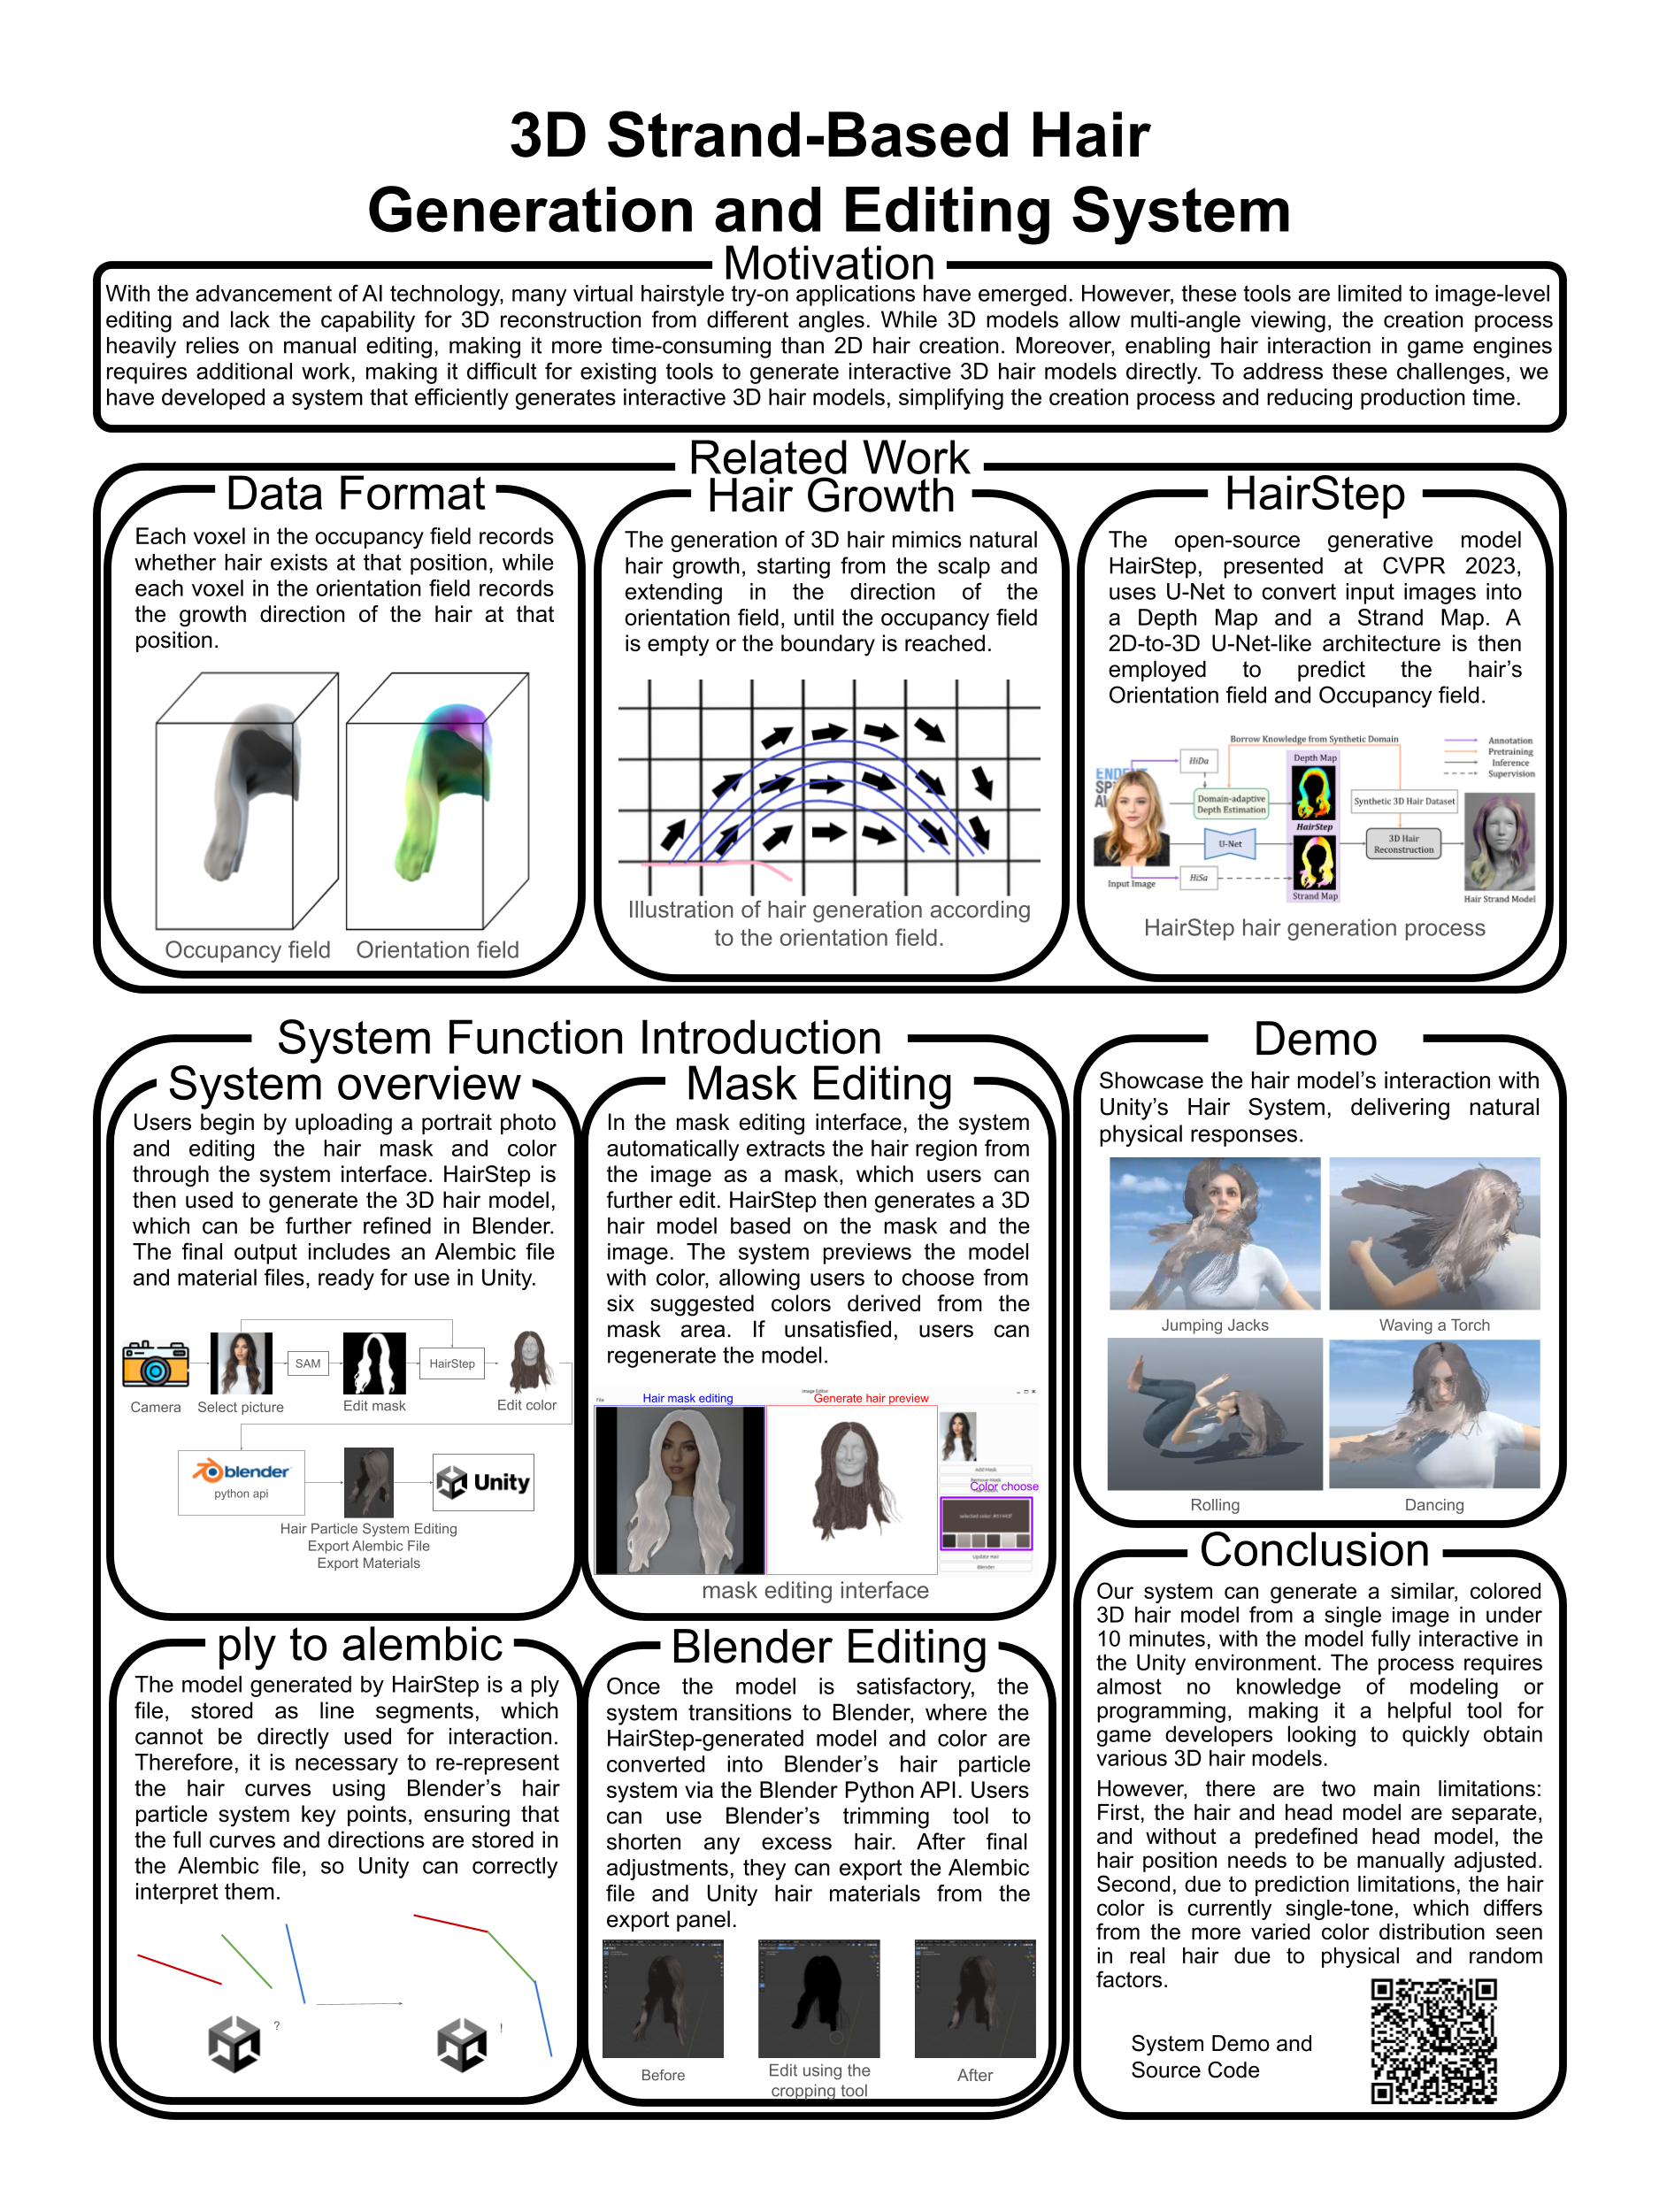 3D Strand-Based Hair
Generation and Editing System
Motivation
With the advancement of AI technology, many virtual hairstyle try-on applications have emerged. However, these tools are limited to image-level
editing and lack the capability for 3D reconstruction from different angles. While 3D models allow multi-angle viewing, the creation process
heavily relies on manual editing, making it more time-consuming than 2D hair creation. Moreover, enabling hair interaction in game engines
requires additional work, making it difficult for existing tools to generate interactive 3D hair models directly. To address these challenges, we
have developed a system that efficiently generates interactive 3D hair models, simplifying the creation process and reducing production time.
Related Work
Data Format
Each voxel in the occupancy field records
whether hair exists at that position, while
each voxel in the orientation field records
the growth direction of the hair at that
position.
Occupancy field
Orientation field
Hair Growth
The generation of 3D hair mimics natural
hair growth, starting from the scalp and
extending in the direction of the
orientation field, until the occupancy field
is empty or the boundary is reached.
Illustration of hair generation according
to the orientation field.
HairStep
The open-source generative model
HairStep, presented at CVPR 2023,
uses U-Net to convert input images into
a Depth Map and a Strand Map. A
2D-to-3D U-Net-like architecture is then
employed to predict the hair's
Orientation field and Occupancy field.
Borrow Knowledge from Synthetic Domain
Annotation
Pretraining
Inference
Supervision
HiDa
Depth Map
Domain-adaptive
Depth Estimation
Synthetic 3D Hair Dataset
HairStep
U-Net
3D Hair
Reconstruction
Input Image
HiSa
Strand Map
Hair Strand Model
HairStep hair generation process
System Function Introduction
System overview
Users begin by uploading a portrait photo
and editing the hair mask and color
through the system interface. HairStep is
then used to generate the 3D hair model,
which can be further refined in Blender.
The final output includes an Alembic file
and material files, ready for use in Unity.
SAM
HairStep
Camera
Select picture
Edit mask
Edit color
blender
python api
Unity
Hair Particle System Editing
Export Alembic File
Export Materials
Mask Editing
In the mask editing interface, the system
automatically extracts the hair region from
the image as a mask, which users can
further edit. HairStep then generates a 3D
hair model based on the mask and the
image. The system previews the model
with color, allowing users to choose from
six suggested colors derived from the
mask area. If unsatisfied, users can
regenerate the model.
Image Editor
File
Hair mask editing
Generate hair preview
Add Mask
Remove Mask
Color choose
Update Hair
Blender
mask editing interface
ply to alembic
The model generated by HairStep is a ply
file, stored as line segments, which
cannot be directly used for interaction.
Therefore, it is necessary to re-represent
the hair curves using Blender's hair
particle system key points, ensuring that
the full curves and directions are stored in
the Alembic file, so Unity can correctly
interpret them.
?
!
Blender Editing
Once the model is satisfactory, the
system transitions to Blender, where the
HairStep-generated model and color are
converted into Blender's hair particle
system via the Blender Python API. Users
can use Blender's trimming tool to
shorten any excess hair. After final
adjustments, they can export the Alembic
file and Unity hair materials from the
export panel.
Before
Edit using the
cropping tool
After
Demo
Showcase the hair model's interaction with
Unity's Hair System, delivering natural
physical responses.
Jumping Jacks
Waving a Torch
Rolling
Dancing
Conclusion
Our system can generate a similar, colored
3D hair model from a single image in under
10 minutes, with the model fully interactive in
the Unity environment. The process requires
almost no knowledge of modeling or
programming, making it a helpful tool for
game developers looking to quickly obtain
various 3D hair models.
However, there are two main limitations:
First, the hair and head model are separate,
and without a predefined head model, the
hair position needs to be manually adjusted.
Second, due to prediction limitations, the hair
color is currently single-tone, which differs
from the more varied color distribution seen
in real hair due to physical and random
factors.
System Demo and
Source Code